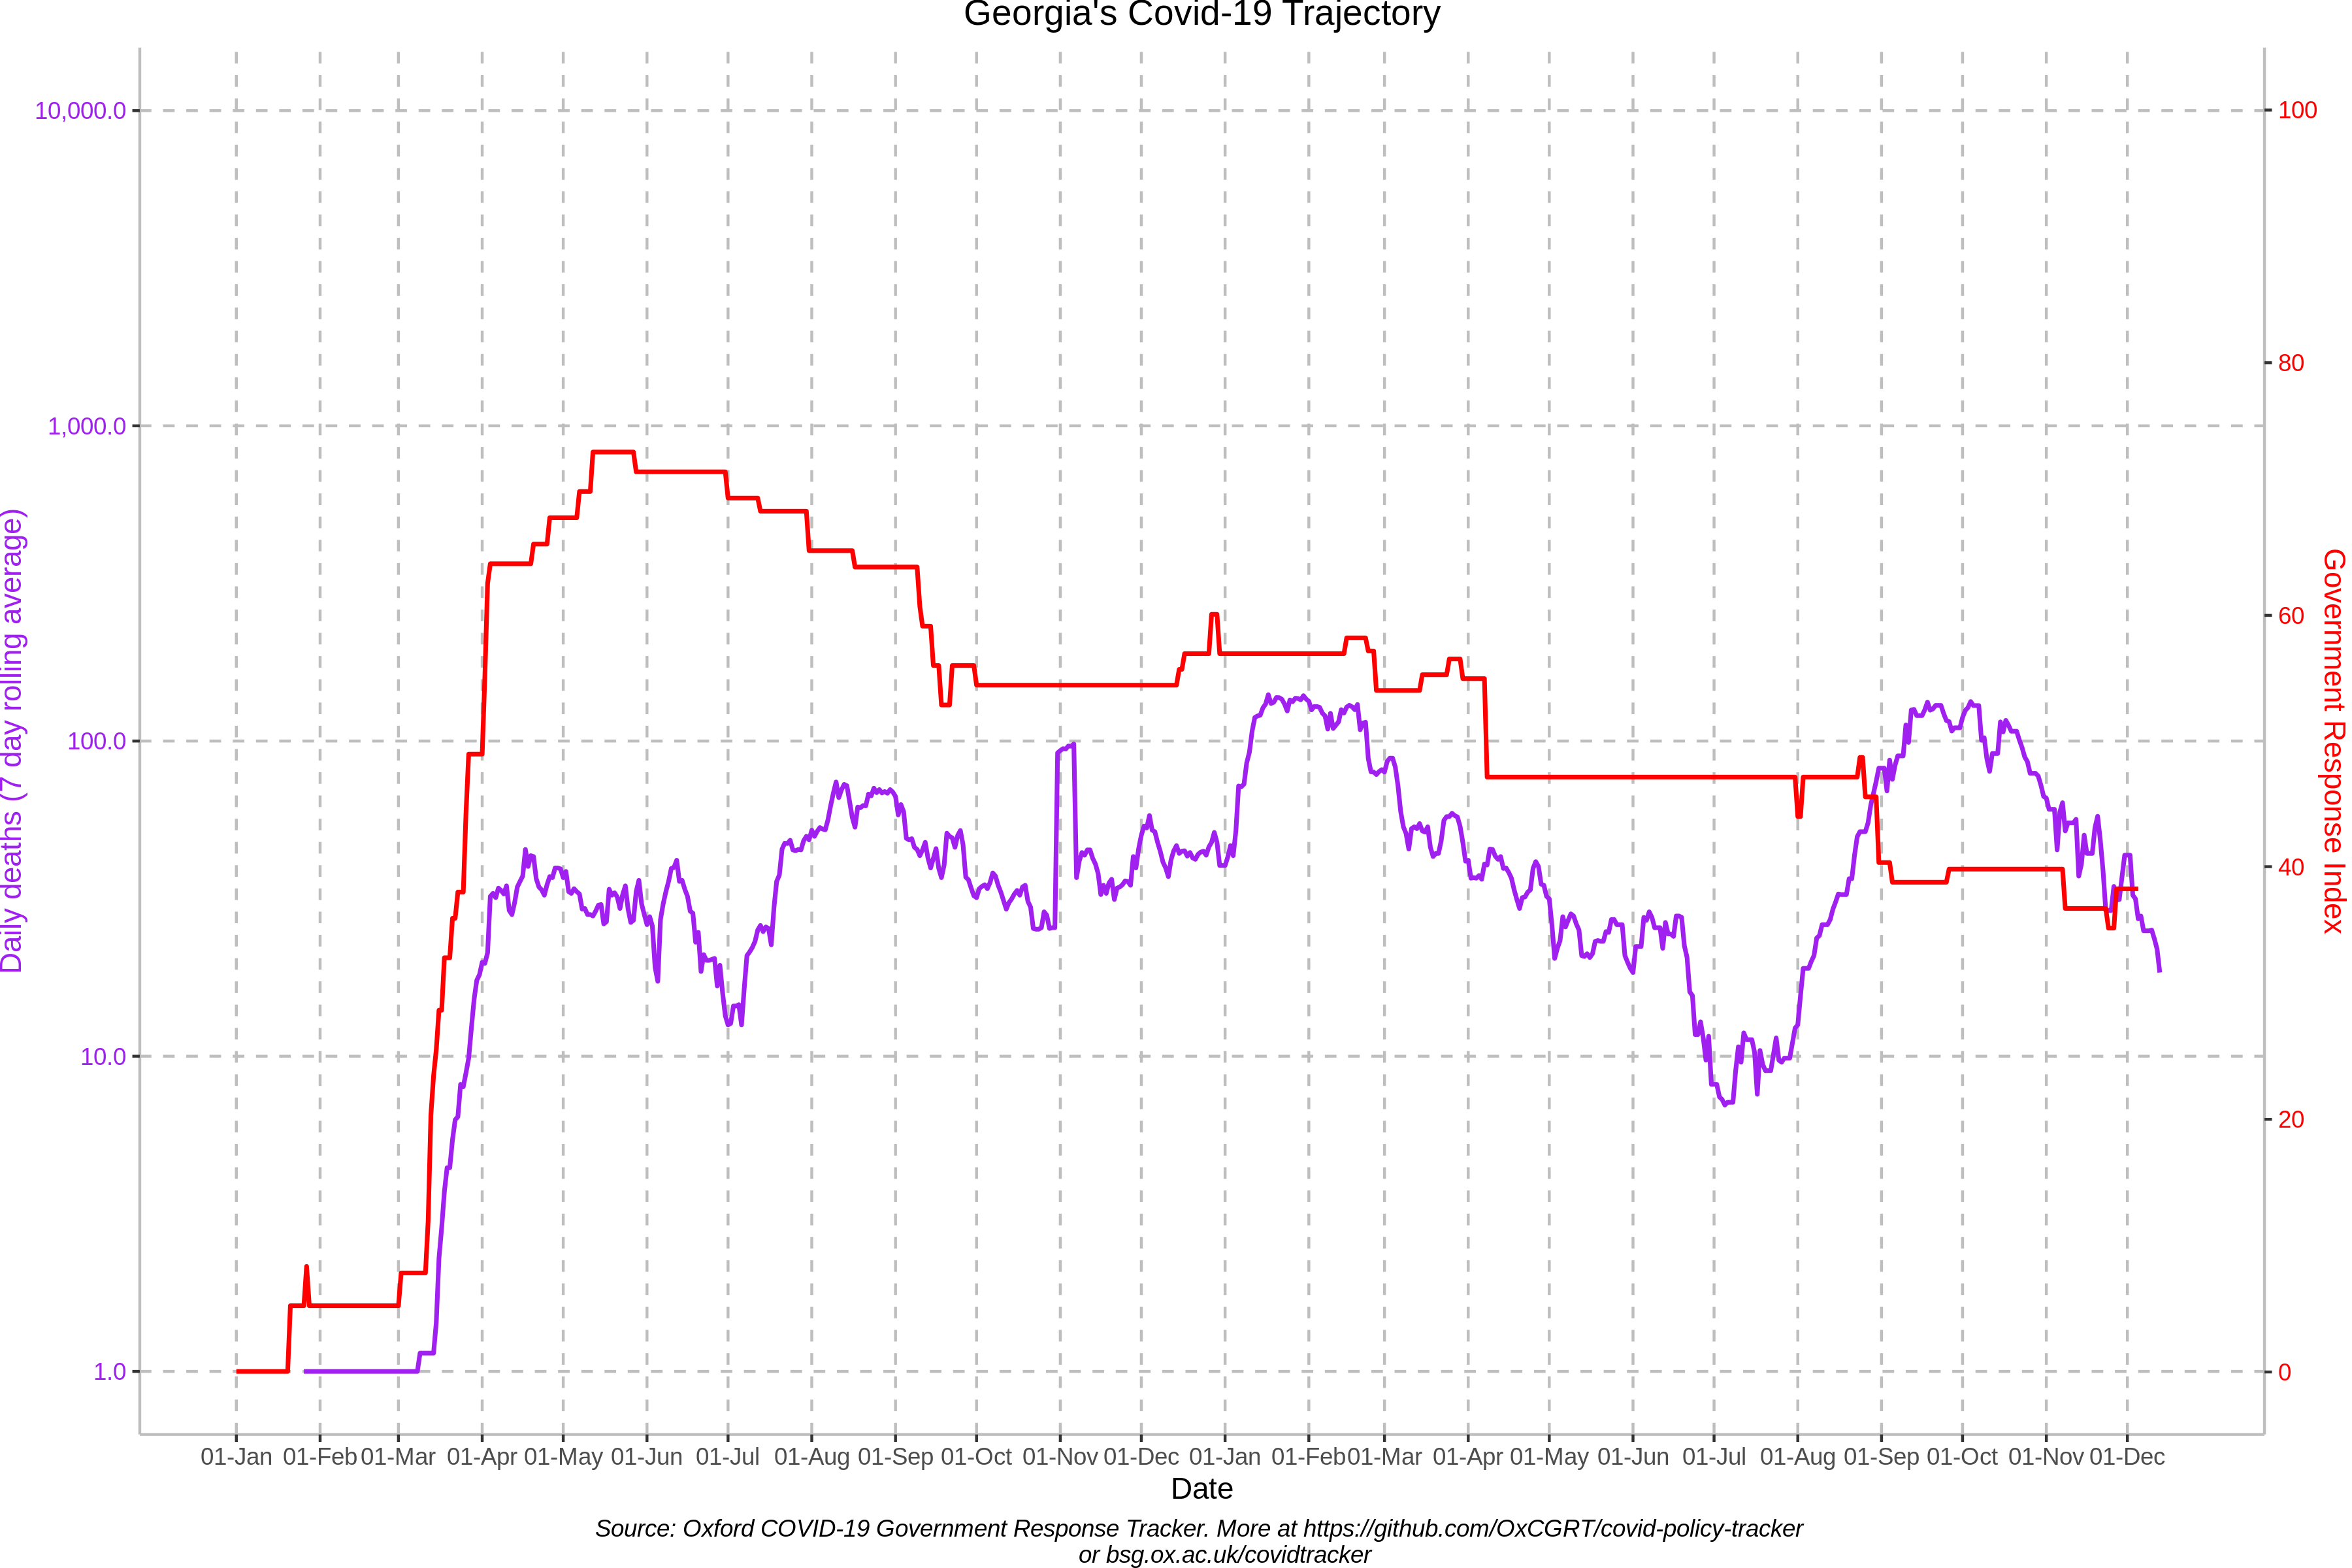 Georgia's Covid-19 Trajectory
10,000.0
1,000.0
100.0
10.0
1.0
Daily deaths (7 day rolling average)
100
80
60
40
20
0
Government Response Index
01-Jan 01-Feb 01-Mar 01-Apr 01-May 01-Jun 01-Jul 01-Aug 01-Sep 01-Oct 01-Nov 01-Dec 01-Jan 01-Feb 01-Mar 01-Apr 01-May 01-Jun 01-Jul 01-Aug 01-Sep 01-Oct 01-Nov 01-Dec
Date
Source: Oxford COVID-19 Government Response Tracker. More at https://github.com/OxCGRT/covid-policy-tracker
or bsg.ox.ac.uk/covidtracker